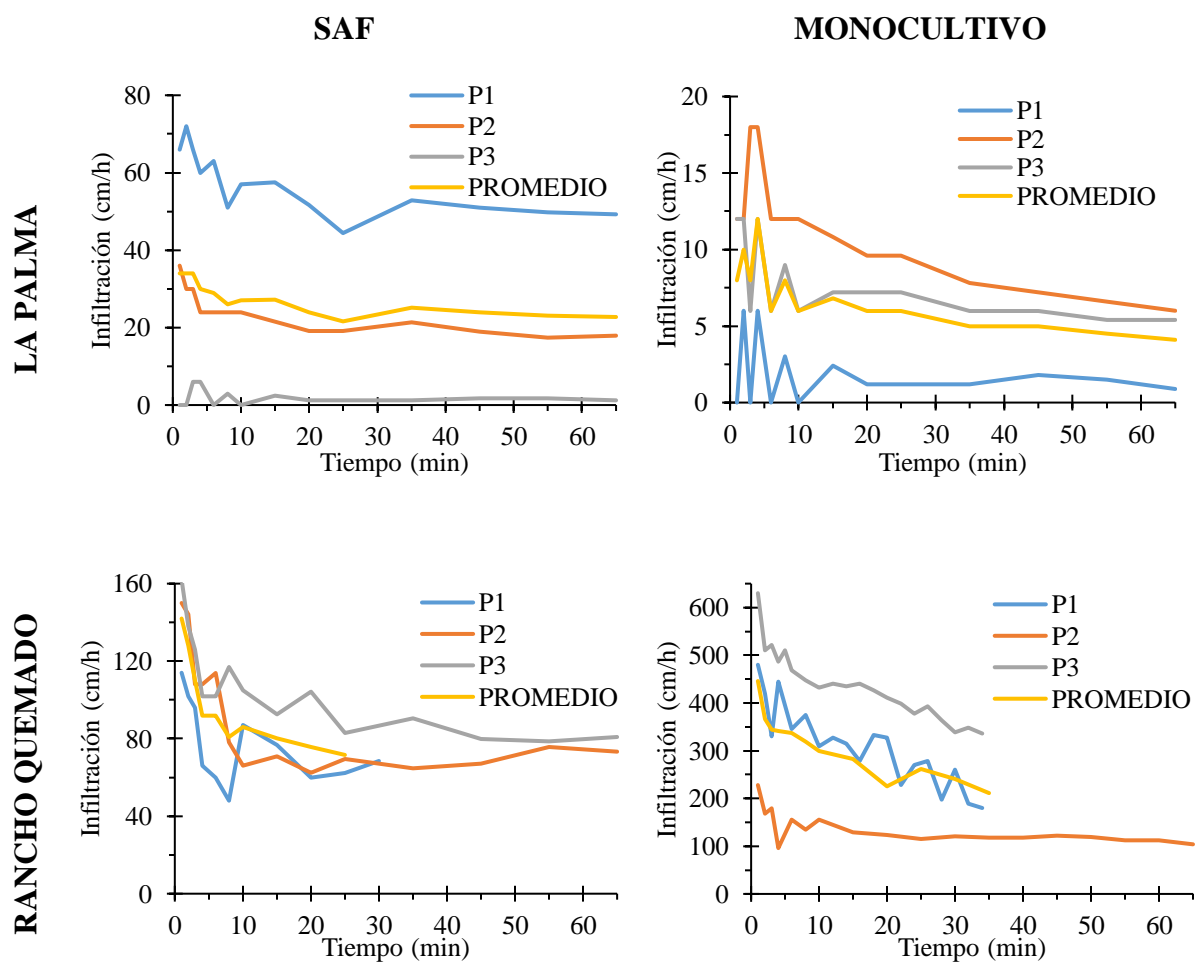 SAF
MONOCULTIVO
LA PALMA
80
60
40
20
0
Infiltración (cm/h)
P1
P2
P3
PROMEDIO
0 10 20 30 40 50 60
Tiempo (min)
20
15
10
5
0
Infiltración (cm/h)
P1
P2
P3
PROMEDIO
0 10 20 30 40 50 60
Tiempo (min)
RANCHO QUEMADO
160
120
80
40
0
Infiltración (cm/h)
P1
P2
P3
PROMEDIO
0 10 20 30 40 50 60
Tiempo (min)
600
500
400
300
200
100
0
Infiltración (cm/h)
P1
P2
P3
PROMEDIO
0 10 20 30 40 50 60
Tiempo (min)